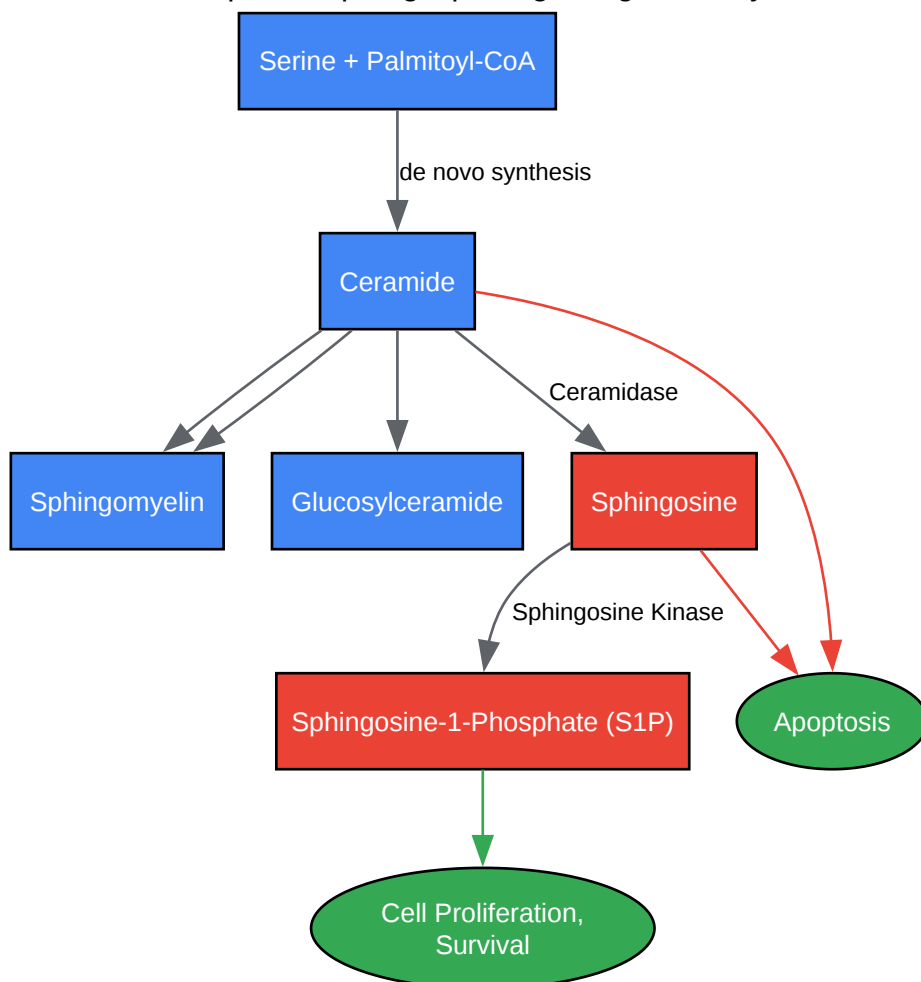 Serine + Palmitoyl-CoA
de novo synthesis
Ceramide
Ceramidase
Sphingomyelin
Glucosylceramide
Sphingosine
Sphingosine Kinase
Sphingosine-1-Phosphate (S1P)
Apoptosis
Cell Proliferation,
Survival